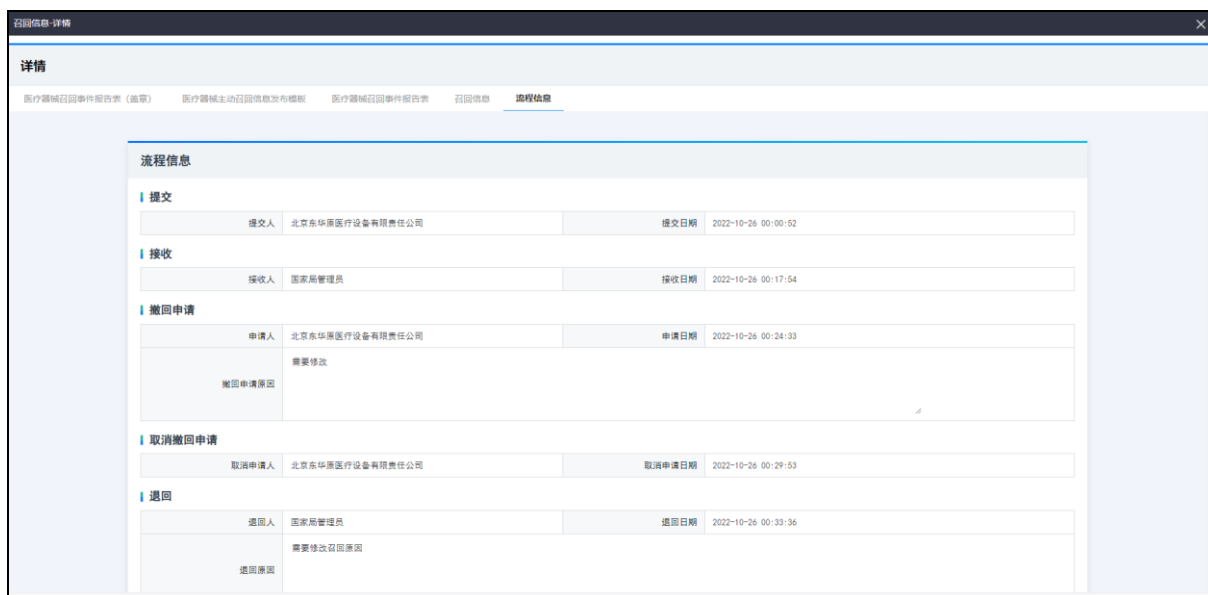 召回信息-详情
详情
医疗器械召回事件报告表（盖章） 医疗器械主动召回信息发布模板 医疗器械召回事件报告表 召回信息 流程信息
流程信息
提交
提交人 北京东华原医疗设备有限责任公司 提交日期 2022-10-26 00:00:52
接收
接收人 国家局管理员 接收日期 2022-10-26 00:17:54
撤回申请
申请人 北京东华原医疗设备有限责任公司 申请日期 2022-10-26 00:24:33
撤回申请原因 需要修改
取消撤回申请
取消申请人 北京东华原医疗设备有限责任公司 取消申请日期 2022-10-26 00:29:53
退回
退回人 国家局管理员 退回日期 2022-10-26 00:33:36
退回原因 需要修改召回原因